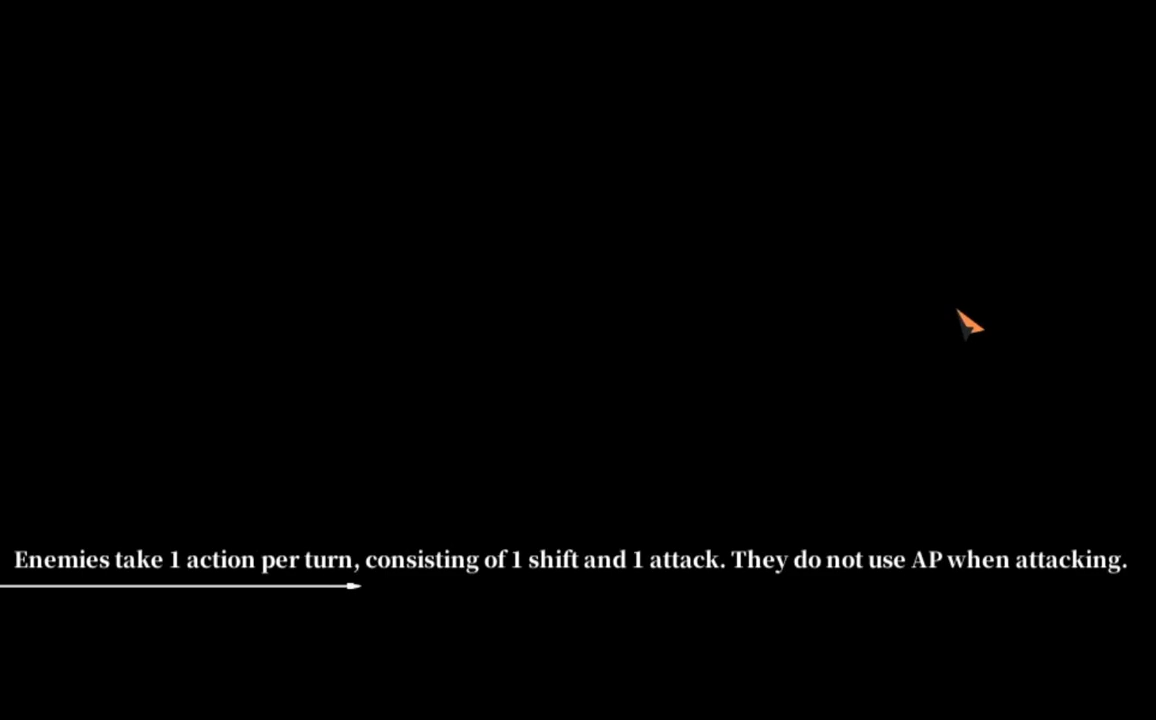 Enemies take 1 action per turn, consisting of 1 shift and 1 attack. They do not use AP when attacking.